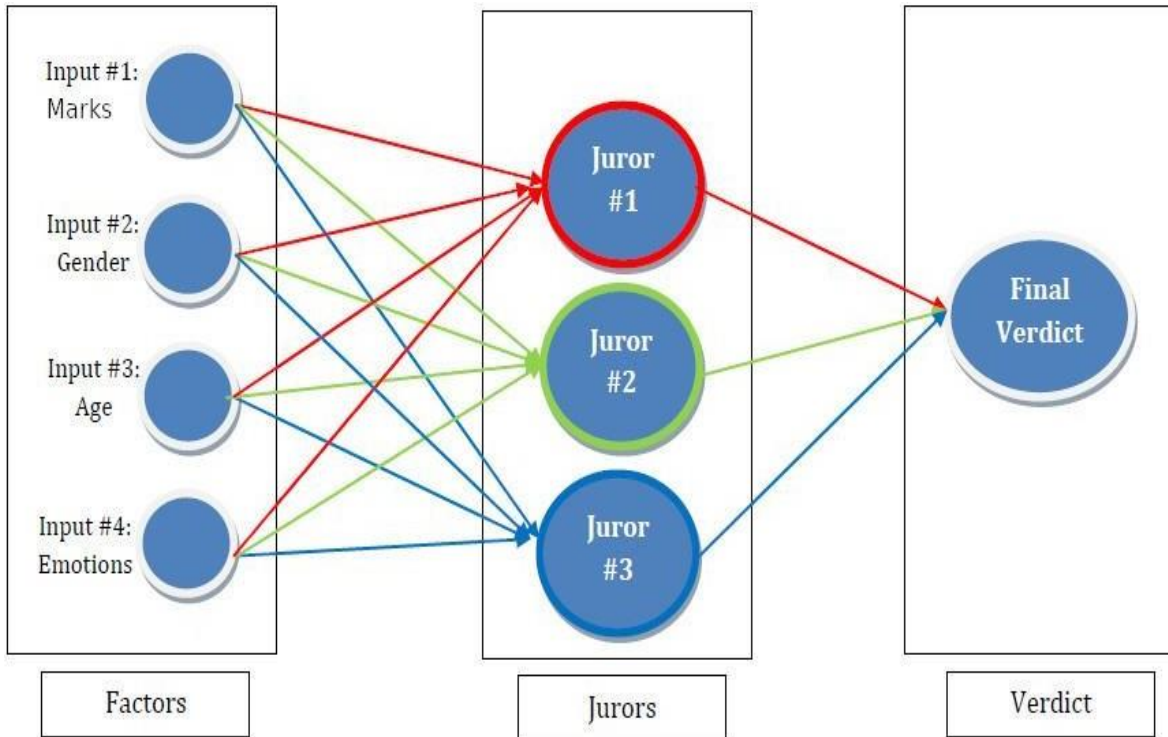 Input #1:
Marks
Input #2:
Gender
Input #3:
Age
Input #4:
Emotions
Factors
Juror
#1
Juror
#2
Juror
#3
Jurors
Final
Verdict
Verdict